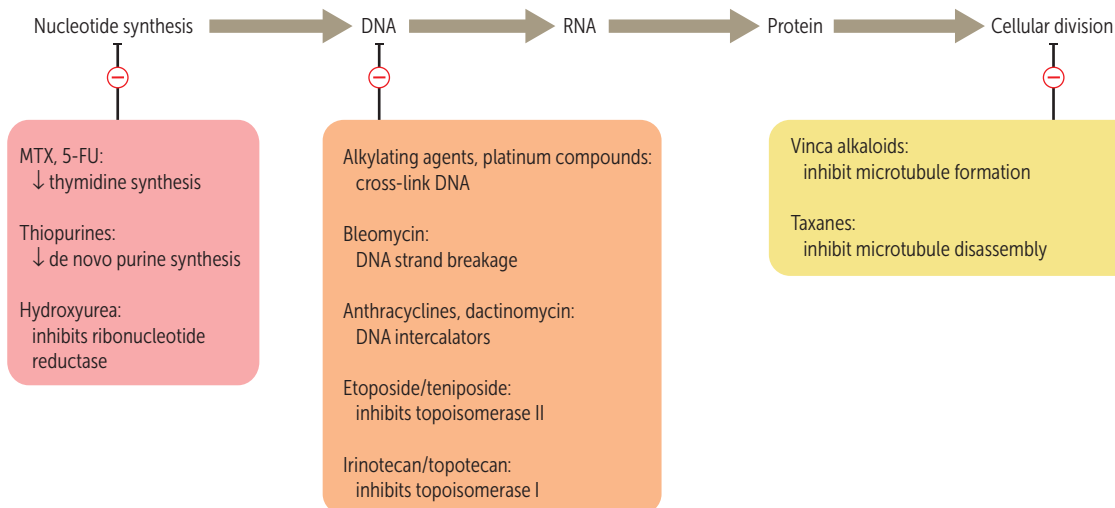 Nucleotide synthesis
DNA
RNA
Protein
Cellular division
MTX, 5-FU:
↓ thymidine synthesis
Thiopurines:
↓ de novo purine synthesis
Hydroxyurea:
inhibits ribonucleotide
reductase
Alkylating agents, platinum compounds:
cross-link DNA
Bleomycin:
DNA strand breakage
Anthracyclines, dactinomycin:
DNA intercalators
Etoposide/teniposide:
inhibits topoisomerase II
Irinotecan/topotecan:
inhibits topoisomerase I
Vinca alkaloids:
inhibit microtubule formation
Taxanes:
inhibit microtubule disassembly